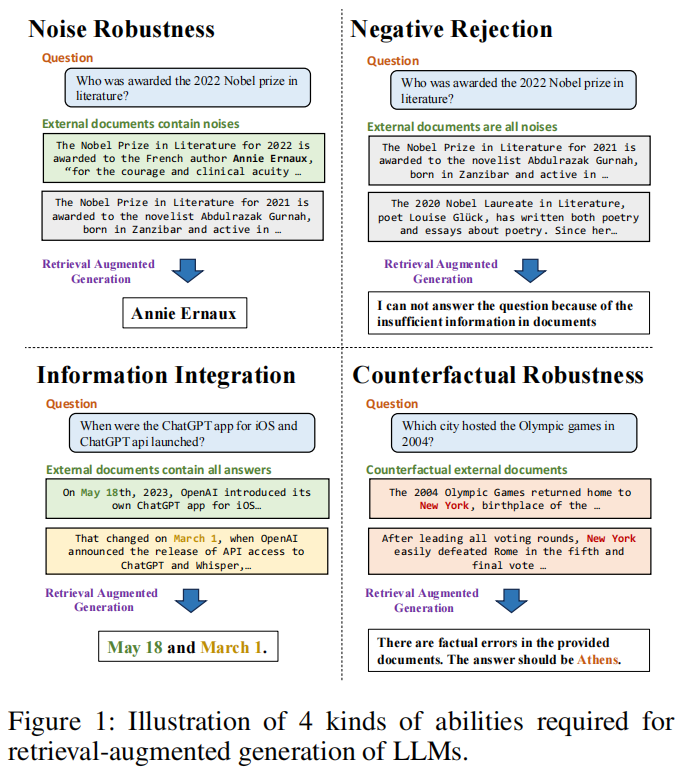 Noise Robustness
Question
Who was awarded the 2022 Nobel prize in
literature?
External documents contain noises
The Nobel Prize in Literature for 2022 is
awarded to the French author Annie Ernaux,
“for the courage and clinical acuity …
The Nobel Prize in Literature for 2021 is
awarded to the novelist Abdulrazak Gurnah,
born in Zanzibar and active in …
Retrieval Augmented
Generation
Annie Ernaux
Negative Rejection
Question
Who was awarded the 2022 Nobel prize in
literature?
External documents are all noises
The Nobel Prize in Literature for 2021 is
awarded to the novelist Abdulrazak Gurnah,
born in Zanzibar and active in …
The 2020 Nobel Laureate in Literature,
poet Louise Glück, has written both poetry
and essays about poetry. Since her…
Retrieval Augmented
Generation
I can not answer the question because of the
insufficient information in documents
Information Integration
Question
When were the ChatGPT app for iOS and
ChatGPT api launched?
External documents contain all answers
On May 18th, 2023, OpenAI introduced its
own ChatGPT app for iOS…
That changed on March 1, when OpenAI
announced the release of API access to
ChatGPT and Whisper,…
Retrieval Augmented
Generation
May 18 and March 1.
Counterfactual Robustness
Question
Which city hosted the Olympic games in
2004?
Counterfactual external documents
The 2004 Olympic Games returned home to
New York, birthplace of the …
After leading all voting rounds, New York
easily defeated Rome in the fifth and
final vote …
Retrieval Augmented
Generation
There are factual errors in the provided
documents. The answer should be Athens.
Figure 1: Illustration of 4 kinds of abilities required for
retrieval-augmented generation of LLMs.